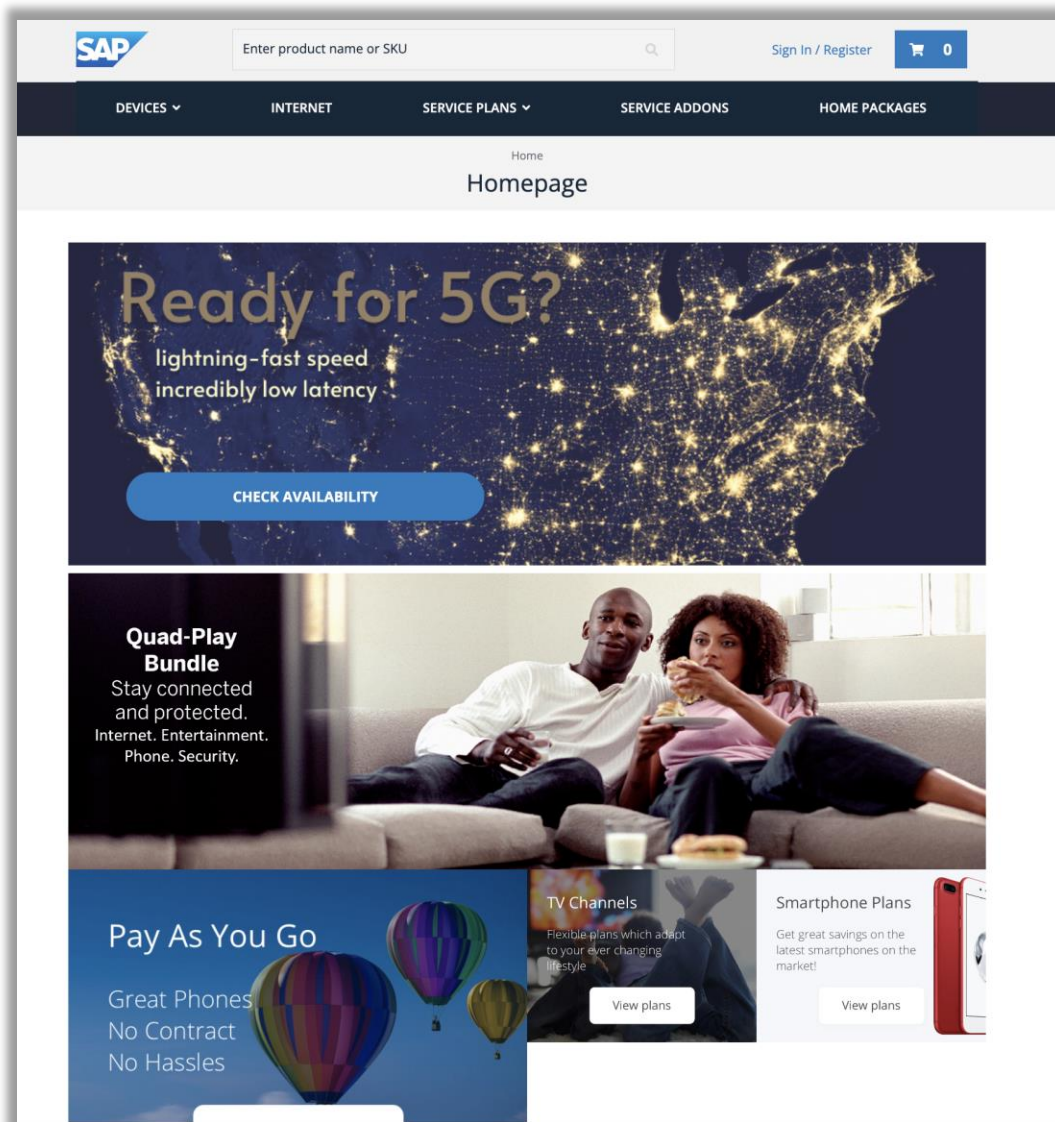 SAP
Enter product name or SKU
Sign In / Register
0
DEVICES
INTERNET
SERVICE PLANS
SERVICE ADDONS
HOME PACKAGES
Home
Homepage
Ready for 5G?
lightning-fast speed
incredibly low latency
CHECK AVAILABILITY
Quad-Play
Bundle
Stay connected
and protected.
Internet. Entertainment.
Phone. Security.
Pay As You Go
Great Phones
No Contract
No Hassles
TV Channels
Flexible plans which adapt
to your ever changing
lifestyle
View plans
Smartphone Plans
Get great savings on the
latest smartphones on the
market!
View plans